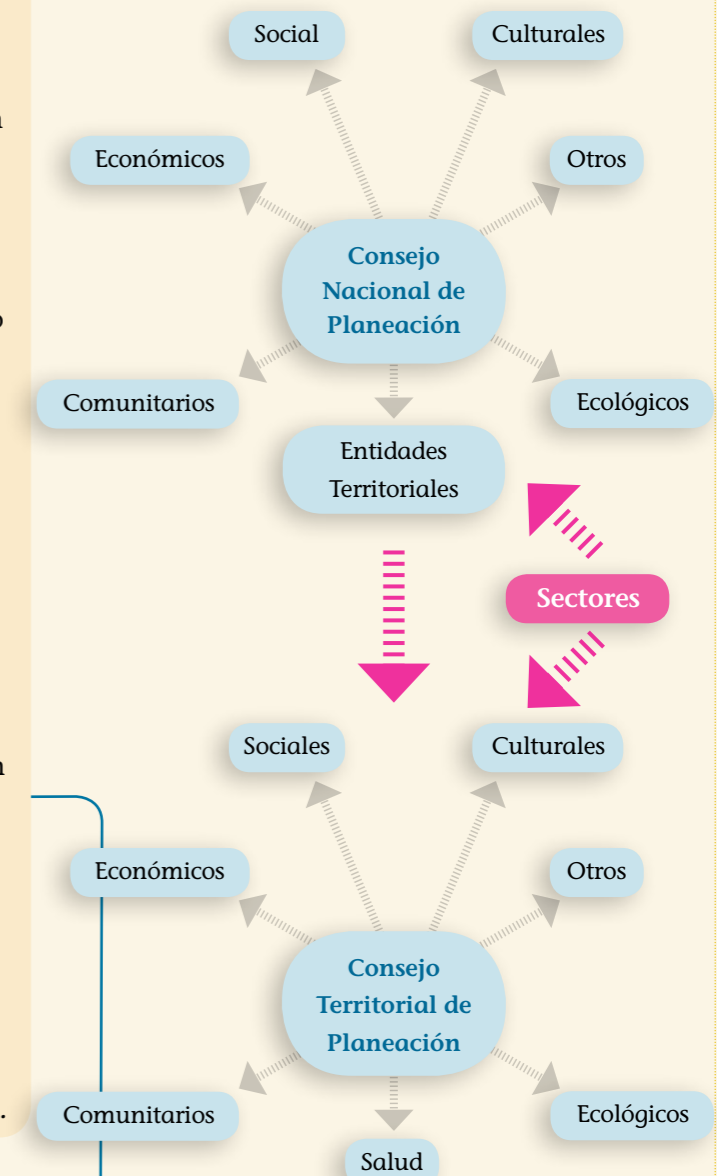 Social
Culturales
Económicos
Otros
Consejo
Nacional de
Planeación
Comunitarios
Ecológicos
Entidades
Territoriales
Sectores
Sociales
Culturales
Económicos
Otros
Consejo
Territorial de
Planeación
Comunitarios
Ecológicos
Salud